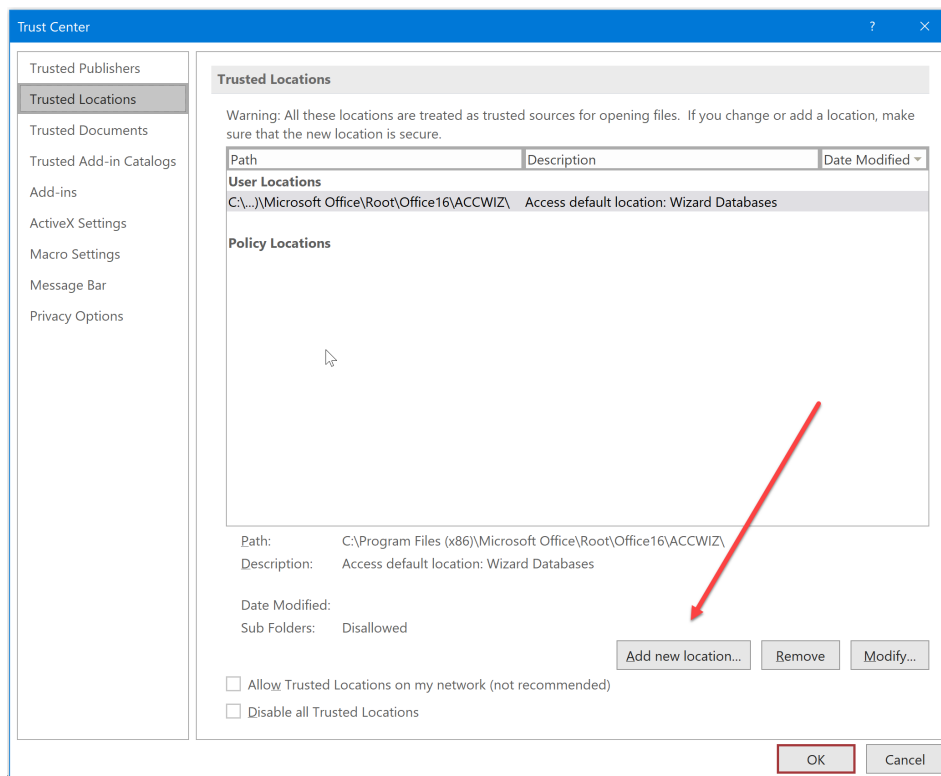 Trust Center
?
Trusted Publishers
Trusted Locations
Trusted Documents
Trusted Add-in Catalogs
Add-ins
ActiveX Settings
Macro Settings
Message Bar
Privacy Options
Trusted Locations
Warning: All these locations are treated as trusted sources for opening files. If you change or add a location, make
sure that the new location is secure.
Path Description Date Modified
User Locations
C:\...)\Microsoft Office\Root\Office16\ACCWIZ\ Access default location: Wizard Databases
Policy Locations
Path: C:\Program Files (x86)\Microsoft Office\Root\Office16\ACCWIZ\
Description: Access default location: Wizard Databases
Date Modified:
Sub Folders: Disallowed
Add new location... Remove Modify...
Allow Trusted Locations on my network (not recommended)
Disable all Trusted Locations
OK Cancel